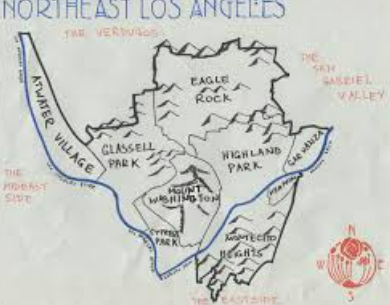 NORTHEAST LOS ANGELES
THE VERDUGOS
THE
SAN
GABRIEL
VALLEY
EAGLE
ROCK
ATWATER VILLAGE
GLASSELL
PARK
HIGHLAND
PARK
GARVANZA
THE
MIDEAST
SIDE
MOUNT
WASHINGTON
CYPRESS
PARK
MONTECITO
HEIGHTS
N
W
E
S
THE EASTSIDE